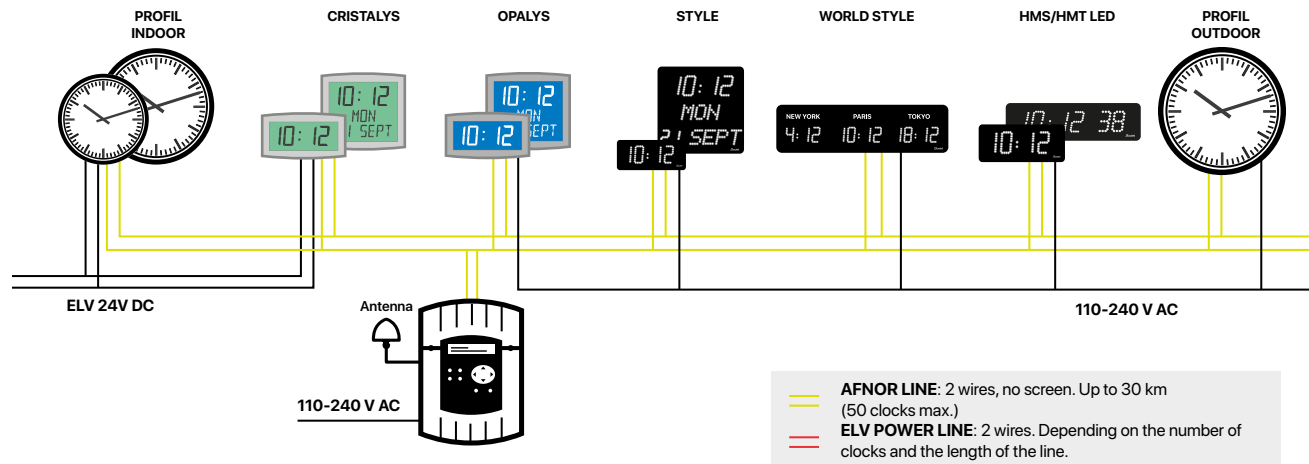 PROFIL
INDOOR
CRISTALYS
OPALYS
STYLE
WORLD STYLE
HMS/HMT LED
PROFIL
OUTDOOR
10:12
MON
SEPT
10:12
10:12
MON
SEPT
10:12
10:12
MON
21 SEPT
10:12
NEW YORK
PARIS
TOKYO
4:12
10:12
18:12
10:12 38
10:12
ELV 24V DC
Antenna
110-240 V AC
110-240 V AC
AFNOR LINE: 2 wires, no screen. Up to 30 km
(50 clocks max.)
ELV POWER LINE: 2 wires. Depending on the number of
clocks and the length of the line.